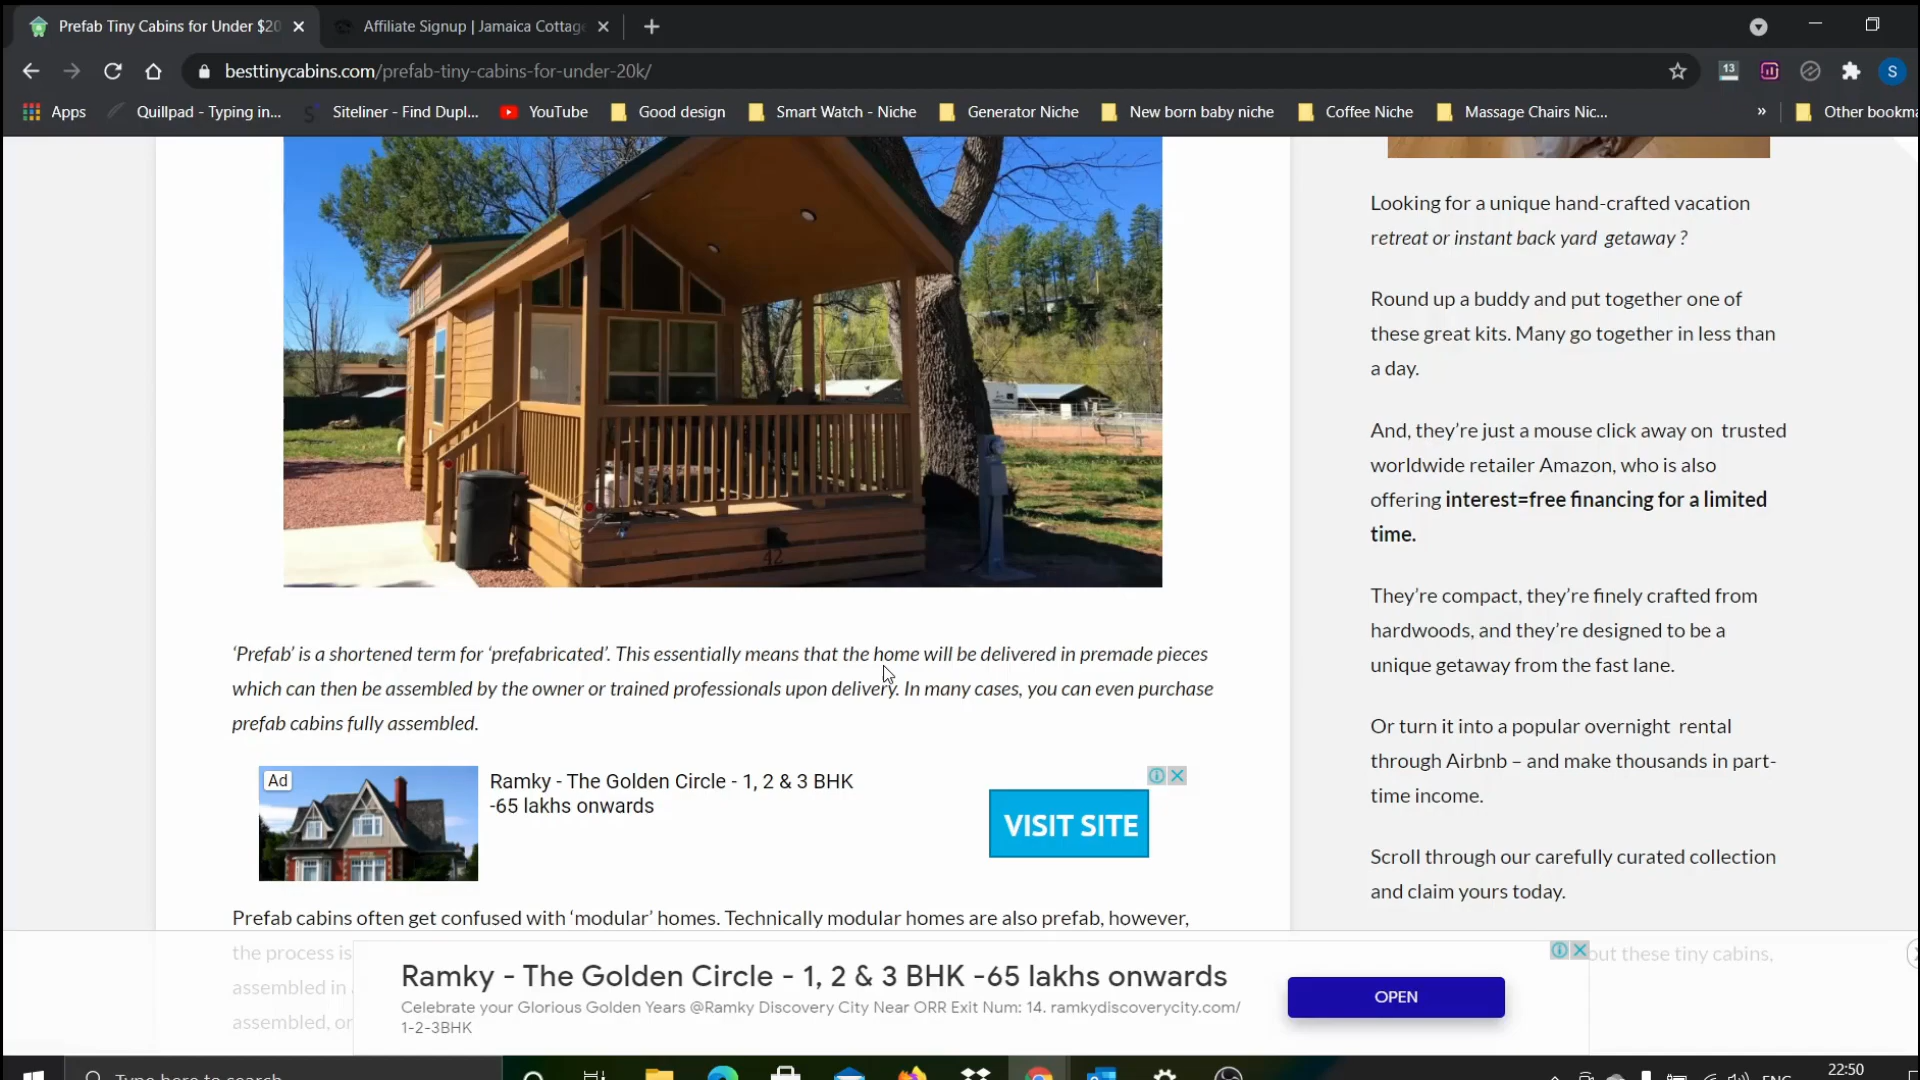 Prefab Tiny Cabins for Under $20
Affiliate Signup | Jamaica Cottag
besttinycabins.com/prefab-tiny-cabins-for-under-20k/
13
S
Apps
Quillpad - Typing in...
Siteliner - Find Dupl...
YouTube
Good design
Smart Watch - Niche
Generator Niche
New born baby niche
Coffee Niche
Massage Chairs Nic...
»
Other bookma
42
‘Prefab’ is a shortened term for ‘prefabricated’. This essentially means that the home will be delivered in premade pieces
which can then be assembled by the owner or trained professionals upon delivery. In many cases, you can even purchase
prefab cabins fully assembled.
Ad
Ramky - The Golden Circle - 1, 2 & 3 BHK
-65 lakhs onwards
VISIT SITE
Prefab cabins often get confused with ‘modular’ homes. Technically modular homes are also prefab, however,
the process is
assembled in
assembled, or
Looking for a unique hand-crafted vacation
retreat or instant back yard getaway ?
Round up a buddy and put together one of
these great kits. Many go together in less than
a day.
And, they’re just a mouse click away on trusted
worldwide retailer Amazon, who is also
offering interest=free financing for a limited
time.
They’re compact, they’re finely crafted from
hardwoods, and they’re designed to be a
unique getaway from the fast lane.
Or turn it into a popular overnight rental
through Airbnb – and make thousands in part-
time income.
Scroll through our carefully curated collection
and claim yours today.
out these tiny cabins,
Ramky - The Golden Circle - 1, 2 & 3 BHK -65 lakhs onwards
Celebrate your Glorious Golden Years @Ramky Discovery City Near ORR Exit Num: 14. ramkydiscoverycity.com/
1-2-3BHK
OPEN
Type here to search
ENG
22:50